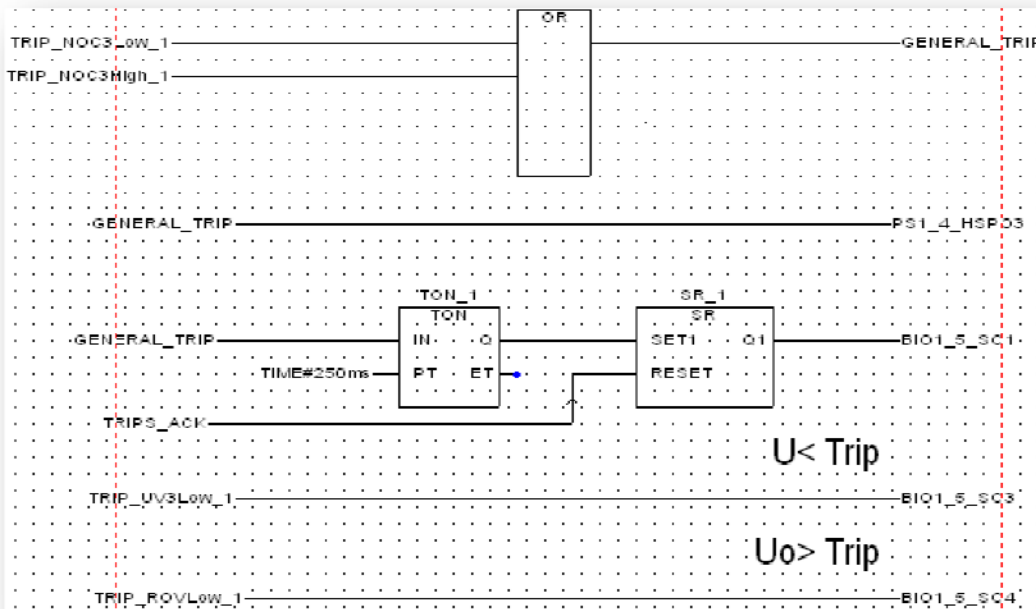 OR
TRIP_NOC3Low_1 GENERAL_TRIP
TRIP_NOC3High_1
GENERAL_TRIP PS1_4_HSPO3
TON_1 SR_1
TON SR
GENERAL_TRIP IN Q SET1 Q1 BIO1_5_SO1
TIME#250ms PT ET RESET
TRIPS_ACK
U< Trip
TRIP_UV3Low_1 BIO1_5_SO3
Uo> Trip
TRIP_ROVLow_1 BIO1_5_SO4